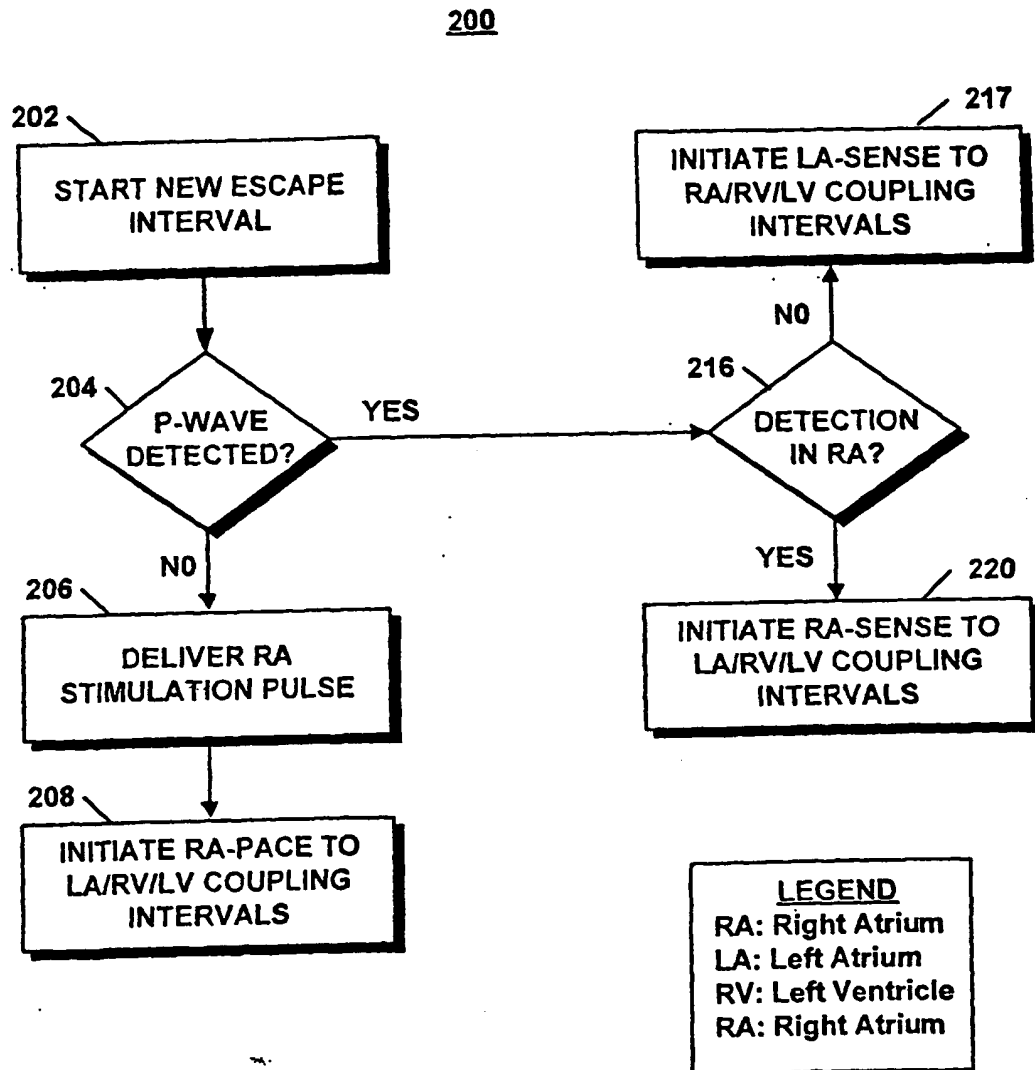 200
202
START NEW ESCAPE
INTERVAL
204
P-WAVE
DETECTED?
YES
NO
206
DELIVER RA
STIMULATION PULSE
208
INITIATE RA-PACE TO
LA/RV/LV COUPLING
INTERVALS
217
INITIATE LA-SENSE TO
RA/RV/LV COUPLING
INTERVALS
NO
216
DETECTION
IN RA?
YES
220
INITIATE RA-SENSE TO
LA/RV/LV COUPLING
INTERVALS
LEGEND
RA: Right Atrium
LA: Left Atrium
RV: Left Ventricle
RA: Right Atrium